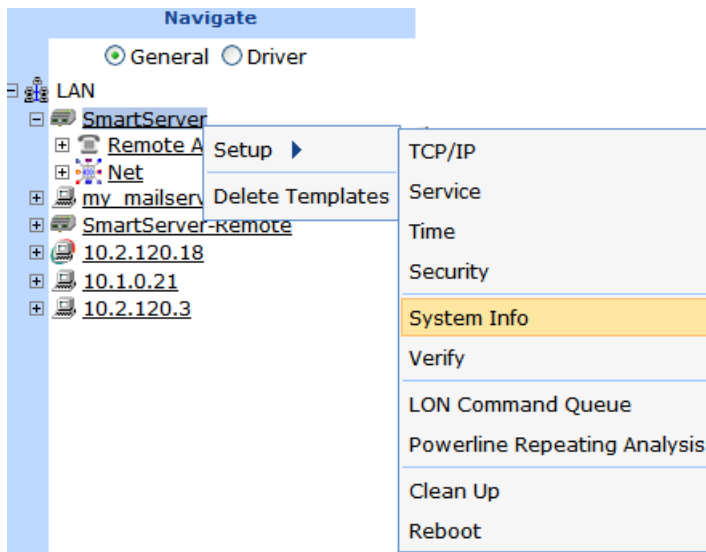 Navigate
General Driver
LAN
SmartServer
Remote A
Net
my_mailserv
SmartServer-Remote
10.2.120.18
10.1.0.21
10.2.120.3
Setup
Delete Templates
TCP/IP
Service
Time
Security
System Info
Verify
LON Command Queue
Powerline Repeating Analysis
Clean Up
Reboot